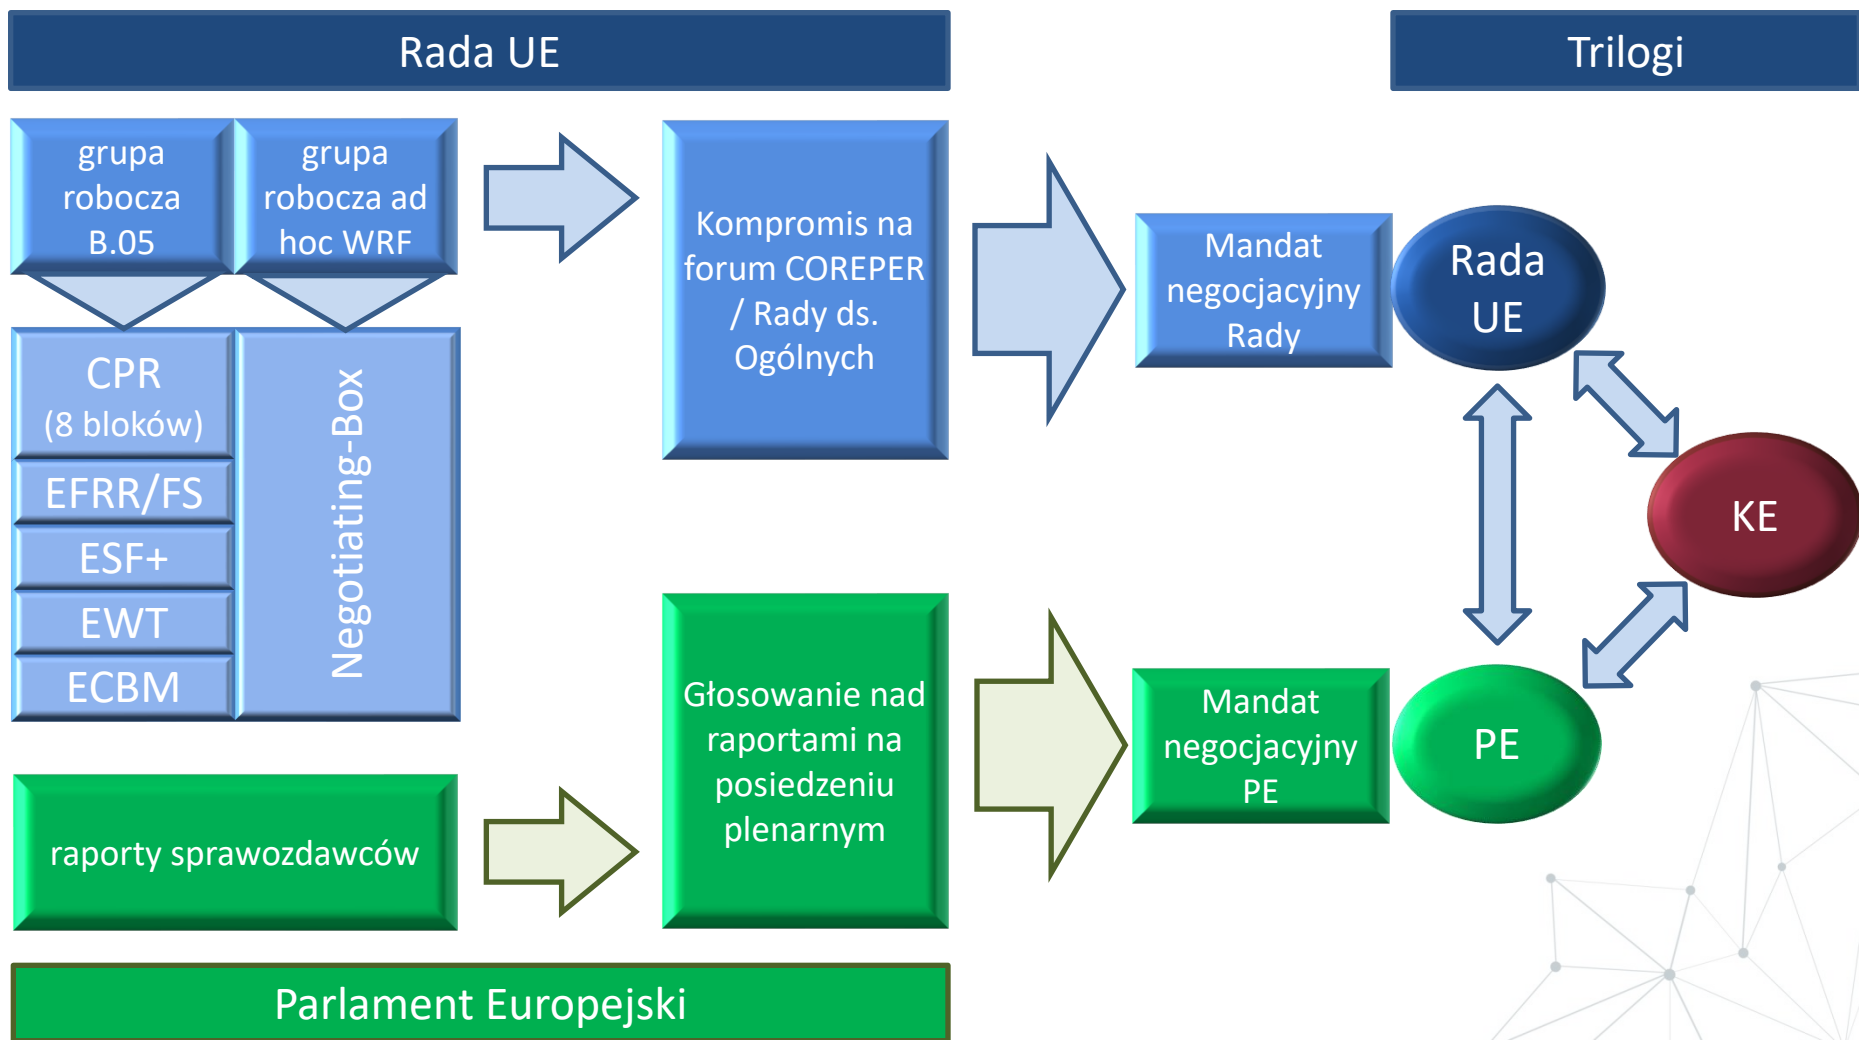 Rada UE
Trilogi
grupa
robocza
B.05
grupa
robocza ad
hoc WRF
CPR
(8 bloków)
EFRR/FS
ESF+
EWT
ECBM
Negotiating-Box
Kompromis na
forum COREPER
/ Rady ds.
Ogólnych
Mandat
negocjacyjny
Rady
Rada
UE
KE
raporty sprawozdawców
Głosowanie nad
raportami na
posiedzeniu
plenarnym
Mandat
negocjacyjny
PE
PE
Parlament Europejski